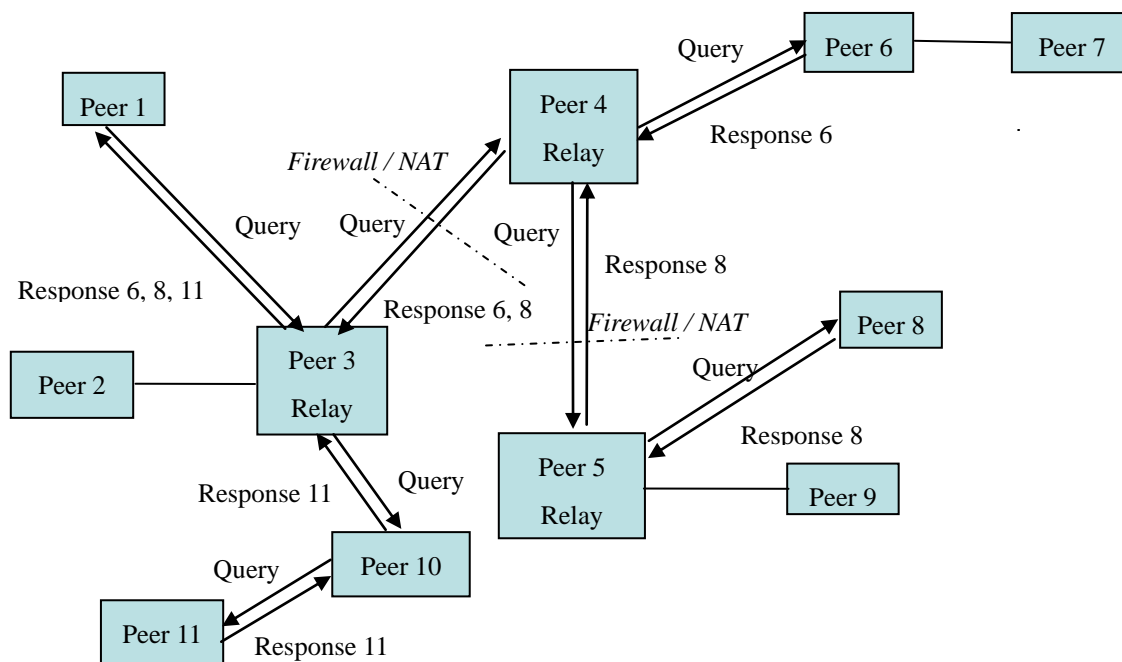 Query
Peer 6
Peer 7
Peer 1
Peer 4
Relay
Response 6
Firewall / NAT
Query
Query
Query
Response 8
Response 6, 8, 11
Response 6, 8
Firewall / NAT
Peer 8
Peer 3
Relay
Peer 2
Query
Response 8
Peer 5
Relay
Peer 9
Response 11
Query
Peer 10
Query
Peer 11
Response 11